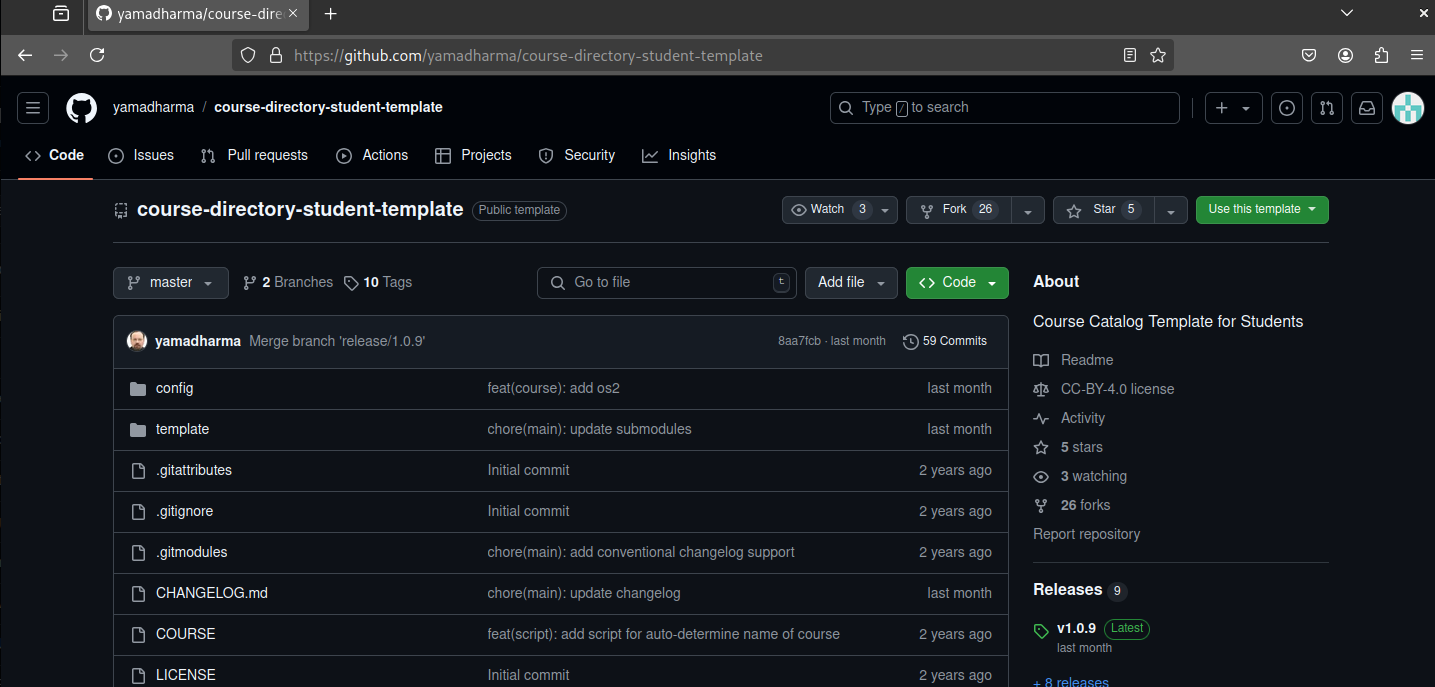 yamadharma/course-dire
https://github.com/yamadharma/course-directory-student-template
yamadharma / course-directory-student-template
Type / to search
Code Issues Pull requests Actions Projects Security Insights
course-directory-student-template Public template
Watch 3 Fork 26 Star 5 Use this template
master 2 Branches 10 Tags Go to file t Add file Code
yamadharma Merge branch 'release/1.0.9' 8aa7fcb · last month 59 Commits
config feat(course): add os2 last month
template chore(main): update submodules last month
.gitattributes Initial commit 2 years ago
.gitignore Initial commit 2 years ago
.gitmodules chore(main): add conventional changelog support 2 years ago
CHANGELOG.md chore(main): update changelog last month
COURSE feat(script): add script for auto-determine name of course 2 years ago
LICENSE Initial commit 2 years ago
About
Course Catalog Template for Students
Readme
CC-BY-4.0 license
Activity
5 stars
3 watching
26 forks
Report repository
Releases 9
v1.0.9 Latest
last month
+ 8 releases